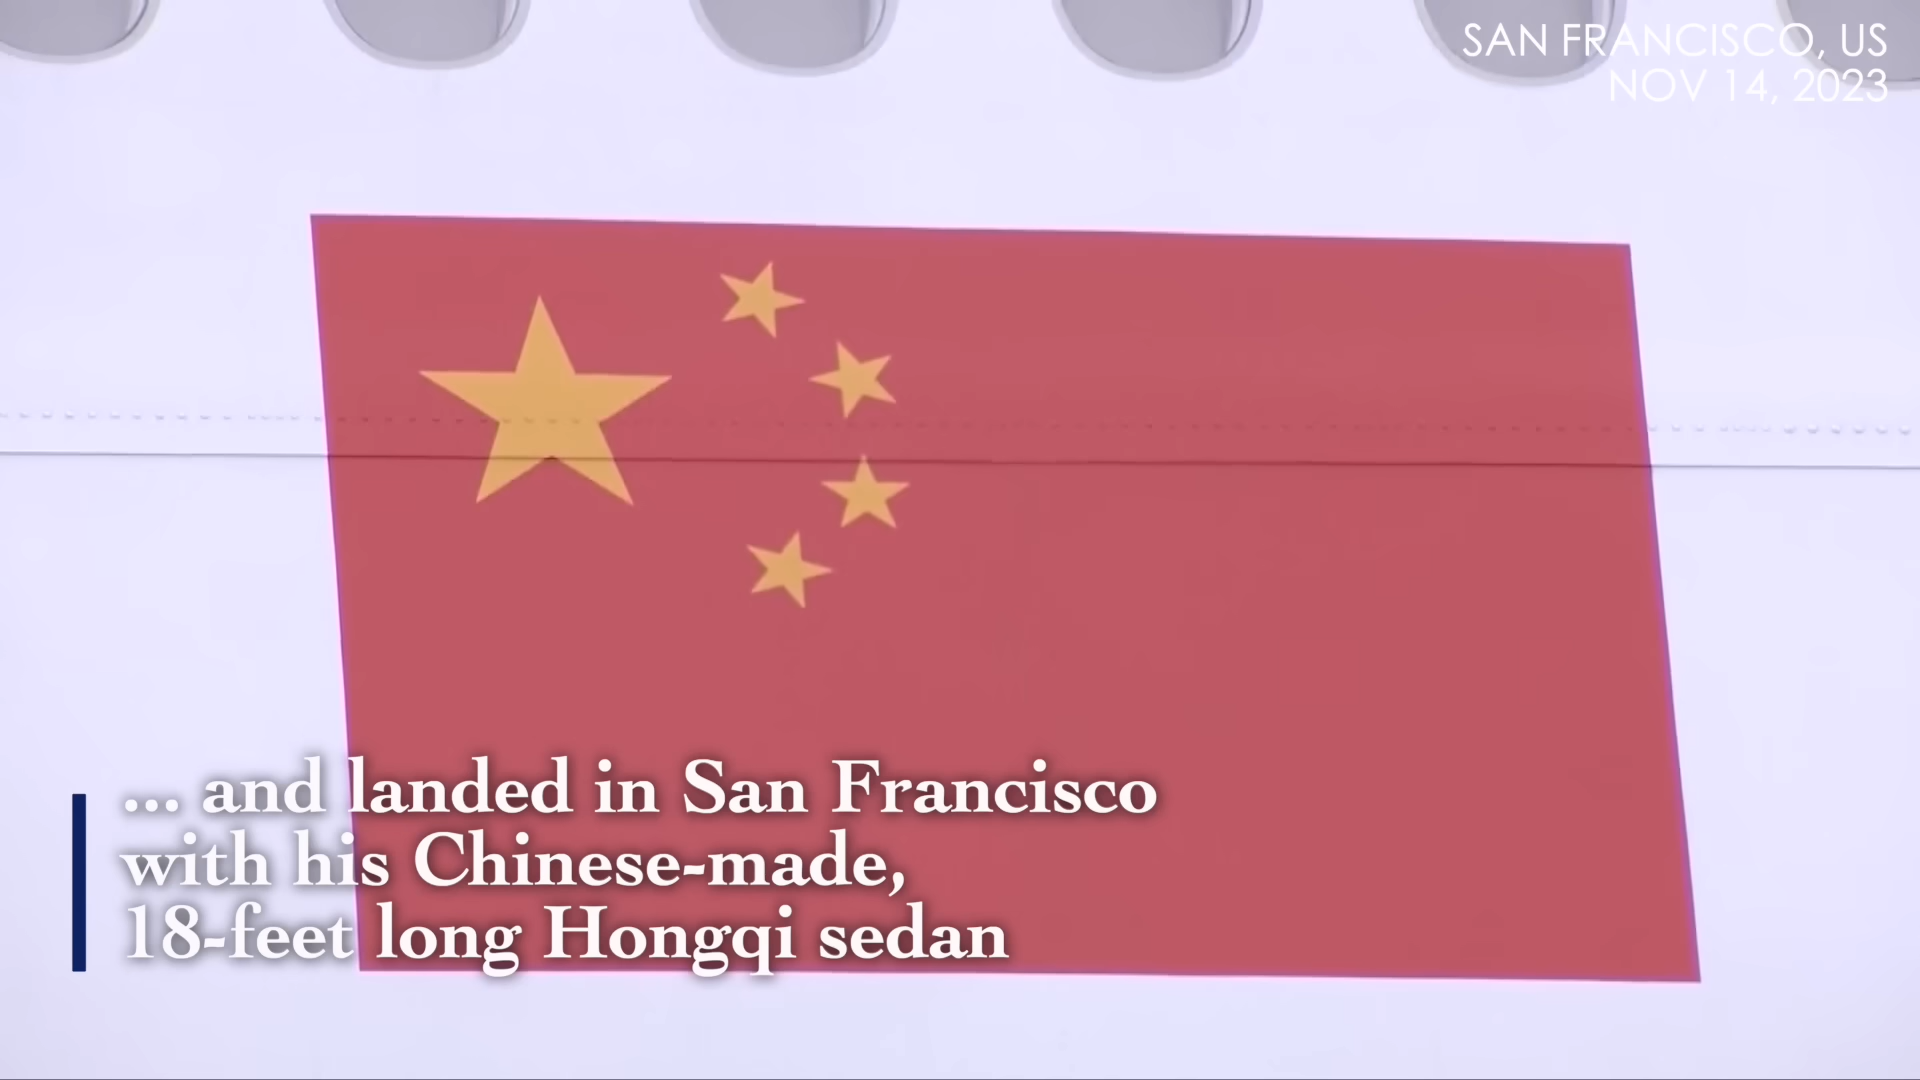 SAN FRANCISCO, US
NOV 14, 2023
... and landed in San Francisco
with his Chinese-made,
18-feet long Hongqi sedan